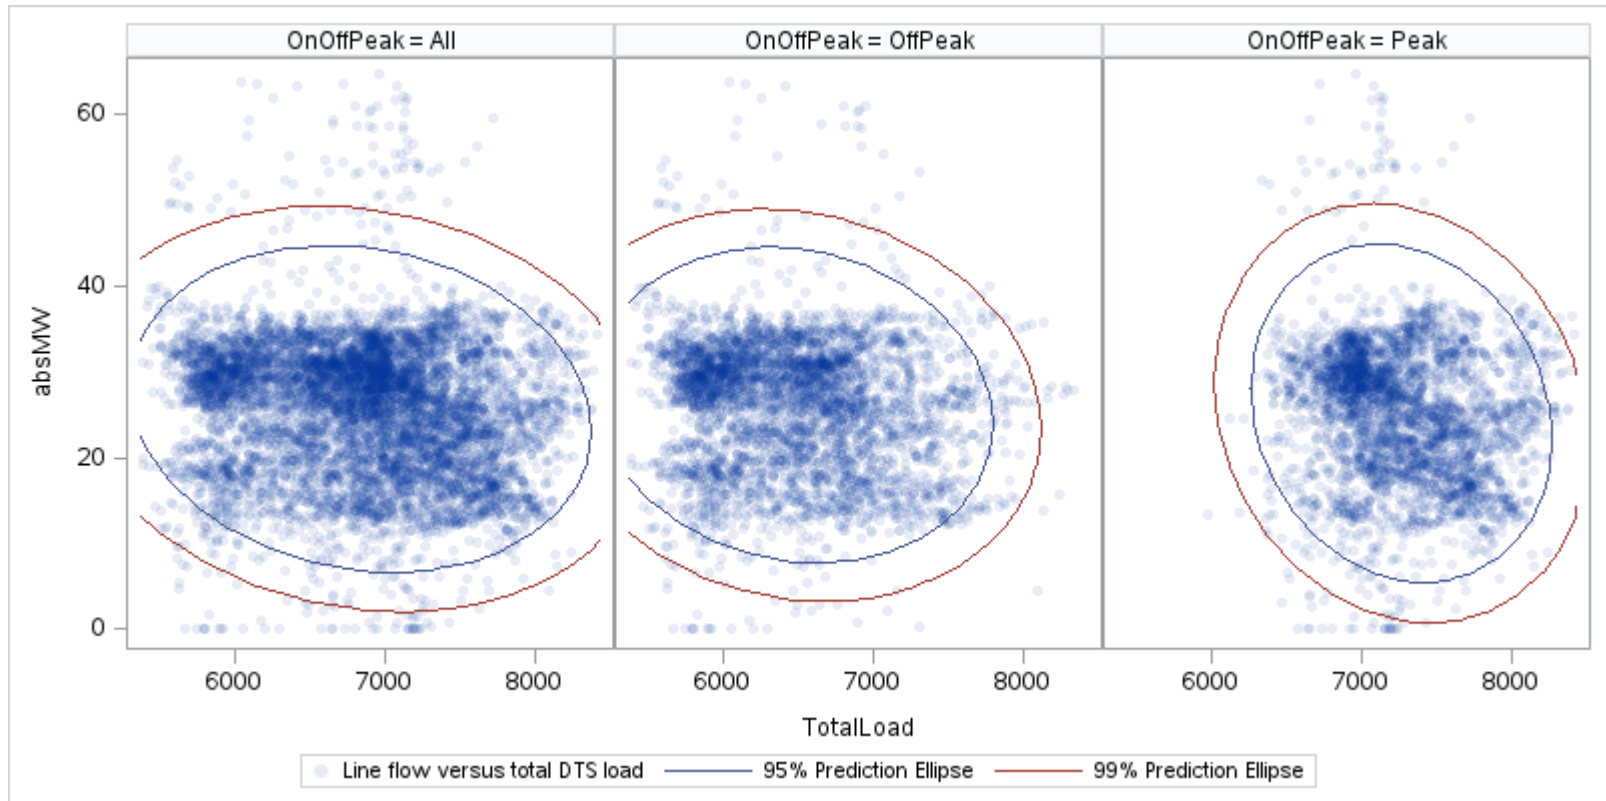 OnOffPeak = All
OnOffPeak = OffPeak
OnOffPeak = Peak
60
40
20
0
absMW
6000
7000
8000
6000
7000
8000
6000
7000
8000
TotalLoad
Line flow versus total DTS load
95% Prediction Ellipse
99% Prediction Ellipse